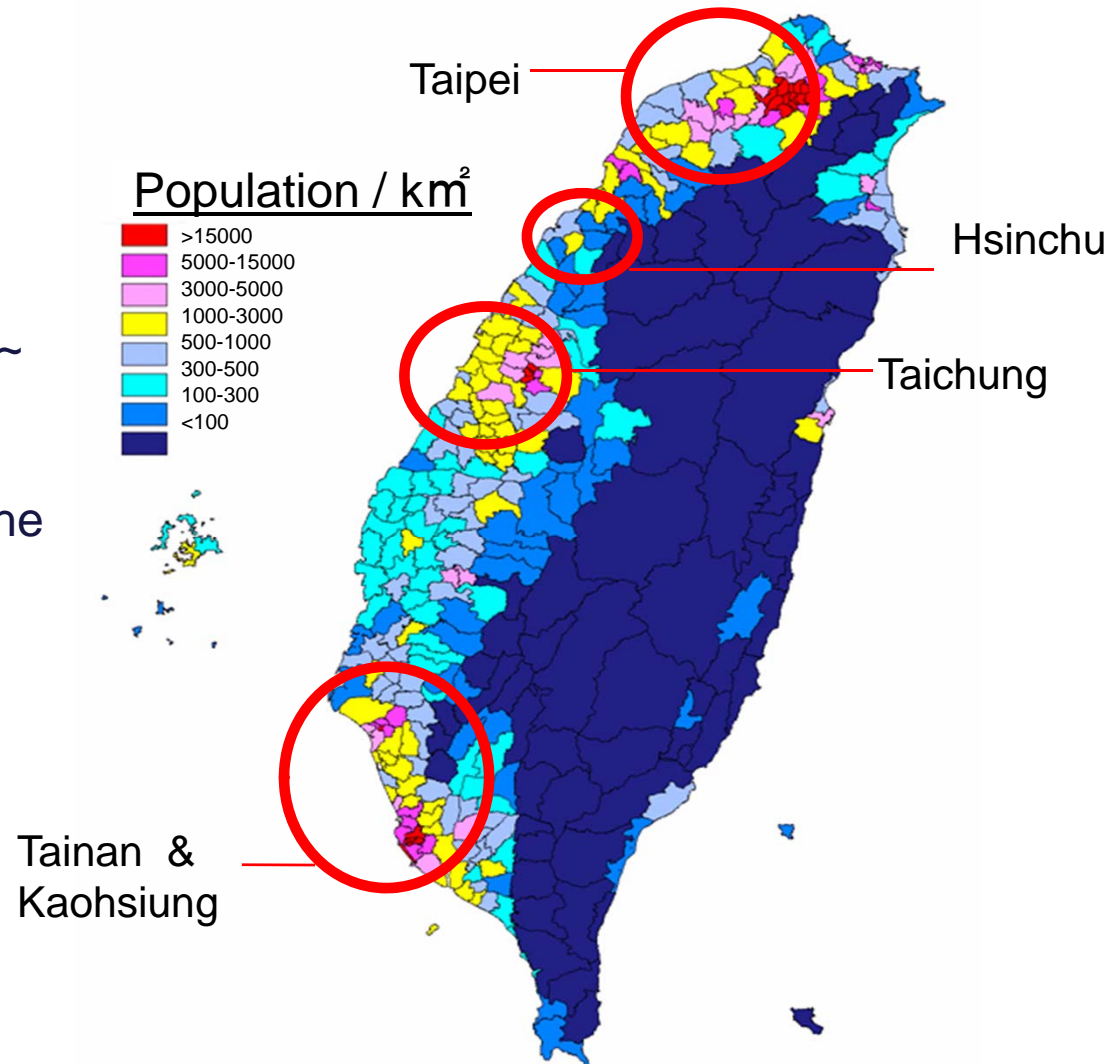 Taipei
Population / km²
>15000
5000-15000
3000-5000
1000-3000
500-1000
300-500
100-300
<100
Hsinchu
~
Taichung
ne
Tainan &
Kaohsiung